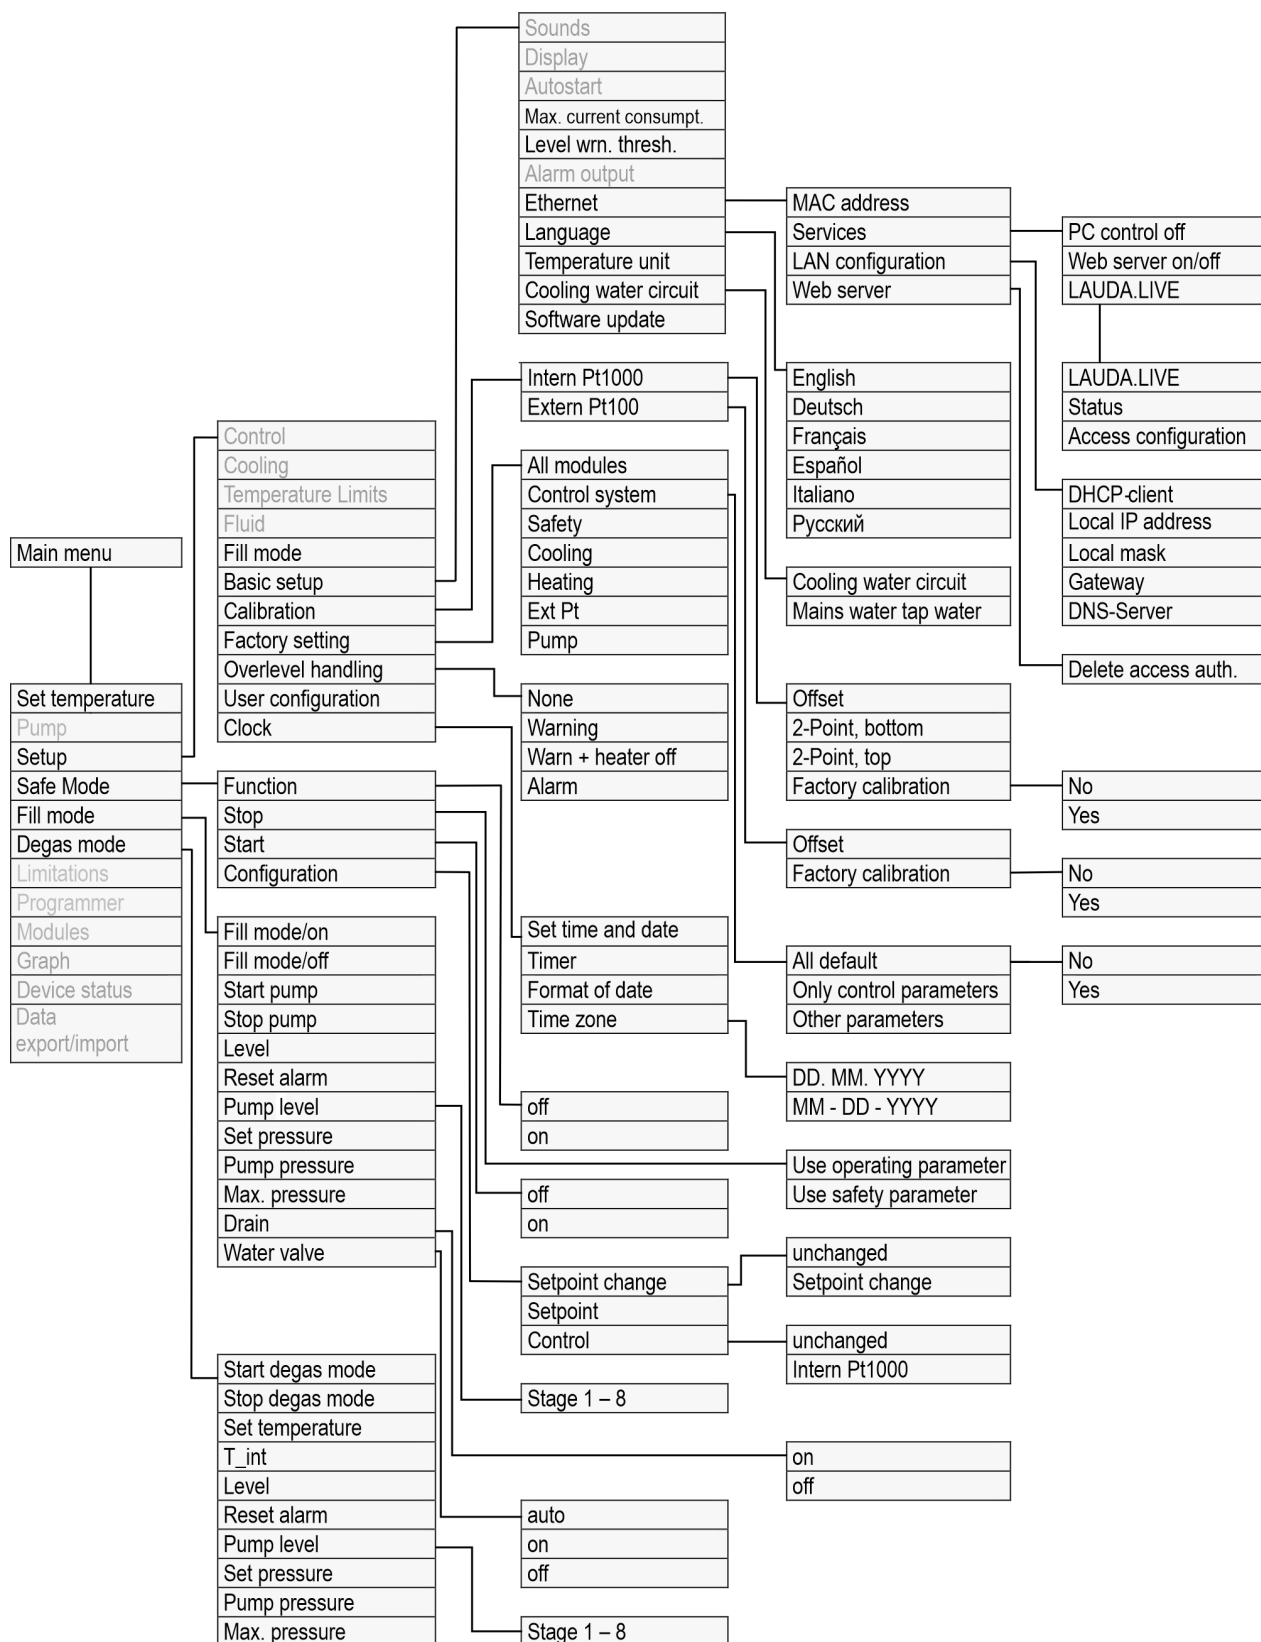 Main menu
Set temperature
Pump
Setup
Safe Mode
Fill mode
Degas mode
Limitations
Programmer
Modules
Graph
Device status
Data
export/import
Control
Cooling
Temperature Limits
Fluid
Fill mode
Basic setup
Calibration
Factory setting
Overlevel handling
User configuration
Clock
Function
Stop
Start
Configuration
Fill mode/on
Fill mode/off
Start pump
Stop pump
Level
Reset alarm
Pump level
Set pressure
Pump pressure
Max. pressure
Drain
Water valve
Start degas mode
Stop degas mode
Set temperature
T_int
Level
Reset alarm
Pump level
Set pressure
Pump pressure
Max. pressure
Sounds
Display
Autostart
Max. current consumpt.
Level wrn. thresh.
Alarm output
Ethernet
Language
Temperature unit
Cooling water circuit
Software update
Intern Pt1000
Extern Pt100
All modules
Control system
Safety
Cooling
Heating
Ext Pt
Pump
None
Warning
Warn + heater off
Alarm
Set time and date
Timer
Format of date
Time zone
off
on
off
on
Setpoint change
Setpoint
Control
Stage 1 – 8
auto
on
off
Stage 1 – 8
MAC address
Services
LAN configuration
Web server
English
Deutsch
Français
Español
Italiano
Русский
Cooling water circuit
Mains water tap water
Offset
2-Point, bottom
2-Point, top
Factory calibration
Offset
Factory calibration
All default
Only control parameters
Other parameters
DD. MM. YYYY
MM - DD - YYYY
Use operating parameter
Use safety parameter
unchanged
Setpoint change
unchanged
Intern Pt1000
on
off
PC control off
Web server on/off
LAUDA.LIVE
LAUDA.LIVE
Status
Access configuration
DHCP-client
Local IP address
Local mask
Gateway
DNS-Server
Delete access auth.
No
Yes
No
Yes
No
Yes